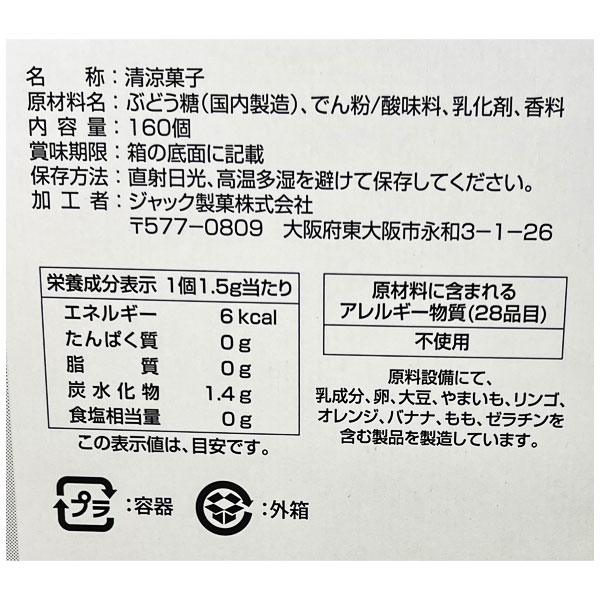 名称：清涼菓子
原材料名：ぶどう糖（国内製造）、でん粉/酸味料、乳化剤、香料
内容量：160個
賞味期限：箱の底面に記載
保存方法：直射日光、高温多湿を避けて保存してください。
加工者：ジャック製菓株式会社
〒577-0809　大阪府東大阪市永和3-1-26
栄養成分表示　1個1.5g当たり
エネルギー　6kcal
たんぱく質　0g
脂質　0g
炭水化物　1.4g
食塩相当量　0g
この表示値は、目安です。
原材料に含まれる
アレルギー物質(28品目)
不使用
原料設備にて、
乳成分、卵、大豆、やまいも、リンゴ、
オレンジ、バナナ、もも、ゼラチンを
含む製品を製造しています。
プラ：容器
：外箱